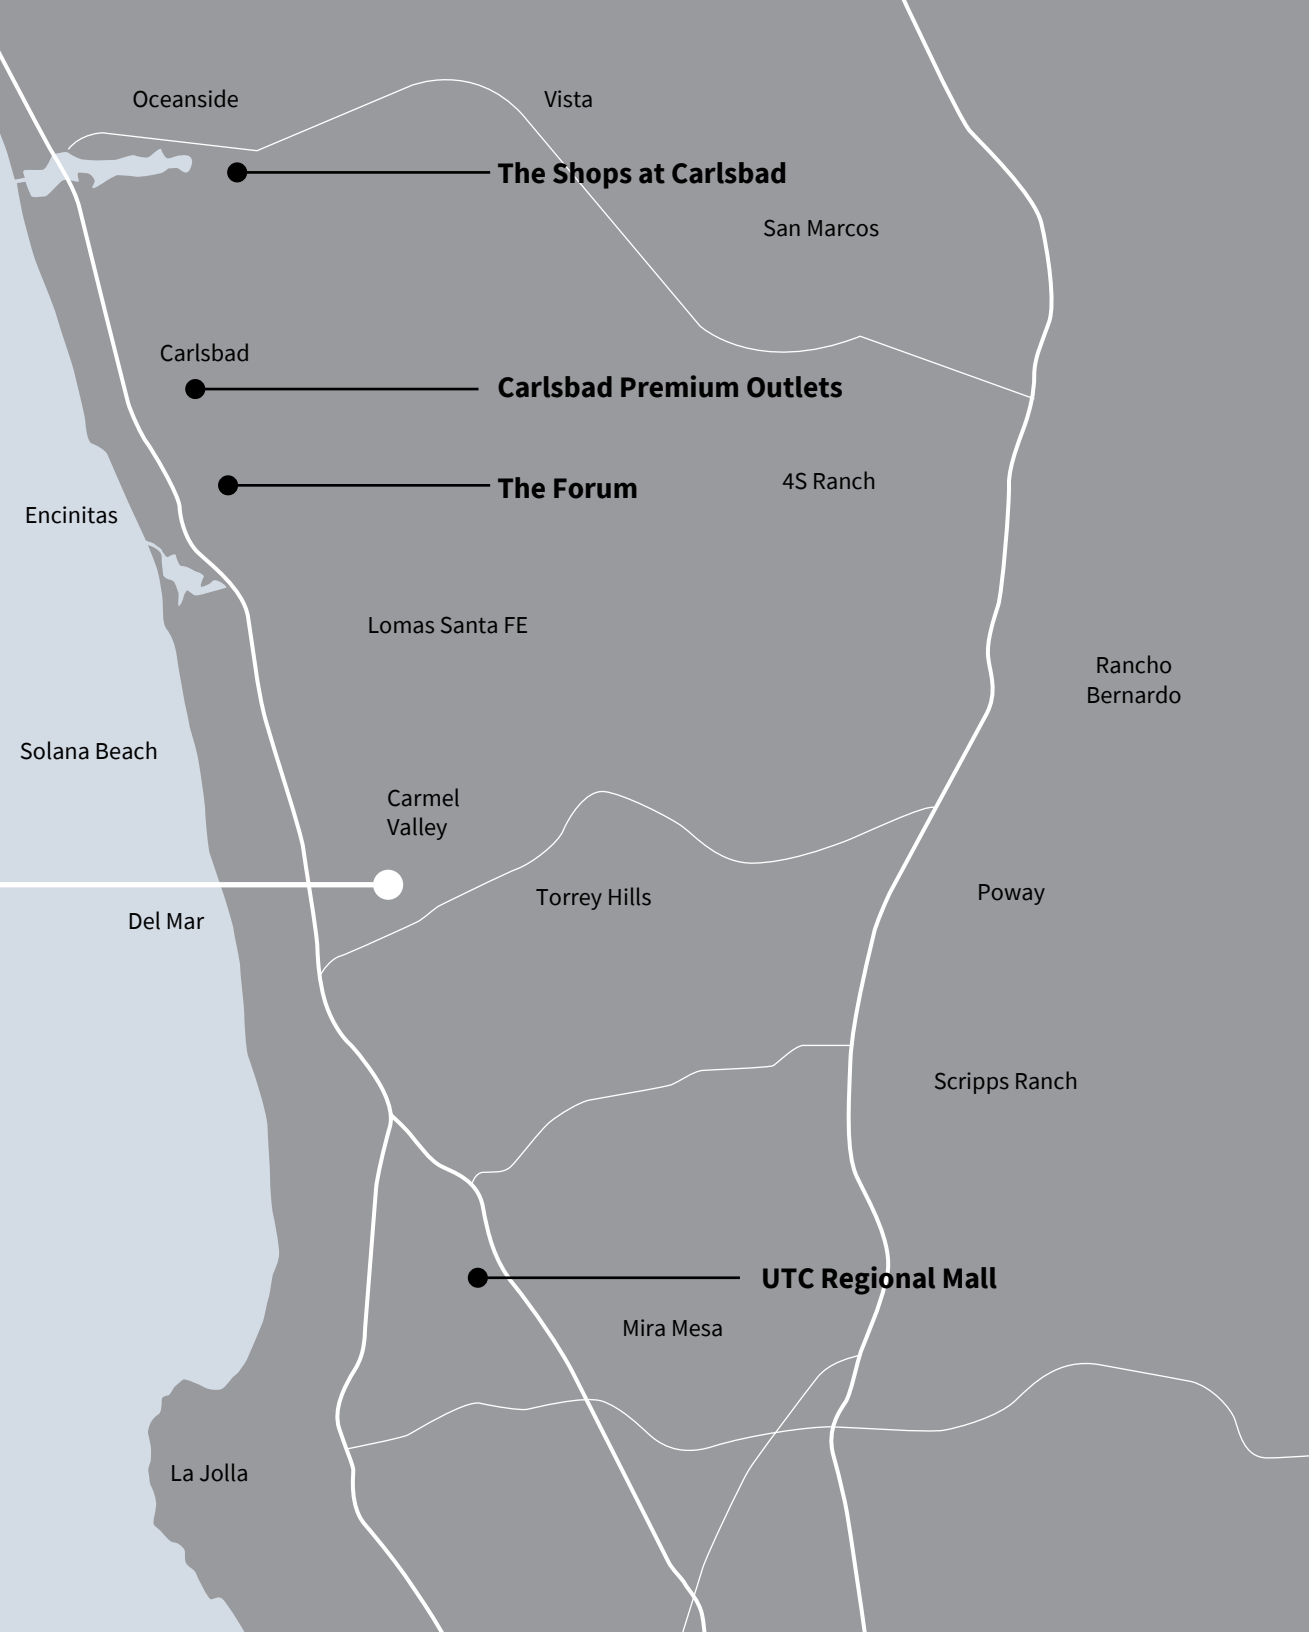 Oceanside
Vista
The Shops at Carlsbad
San Marcos
Carlsbad
Carlsbad Premium Outlets
4S Ranch
The Forum
Encinitas
Lomas Santa FE
Rancho
Bernardo
Solana Beach
Carmel
Valley
Torrey Hills
Poway
Del Mar
Scripps Ranch
UTC Regional Mall
Mira Mesa
La Jolla